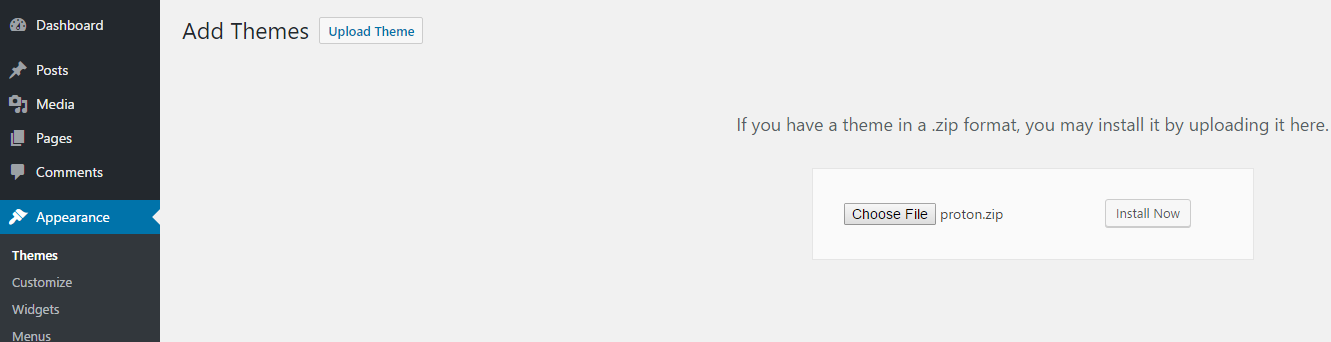 Dashboard
Posts
Media
Pages
Comments
Appearance
Themes
Customize
Widgets
Menus
Add Themes Upload Theme
If you have a theme in a .zip format, you may install it by uploading it here.
Choose File proton.zip Install Now